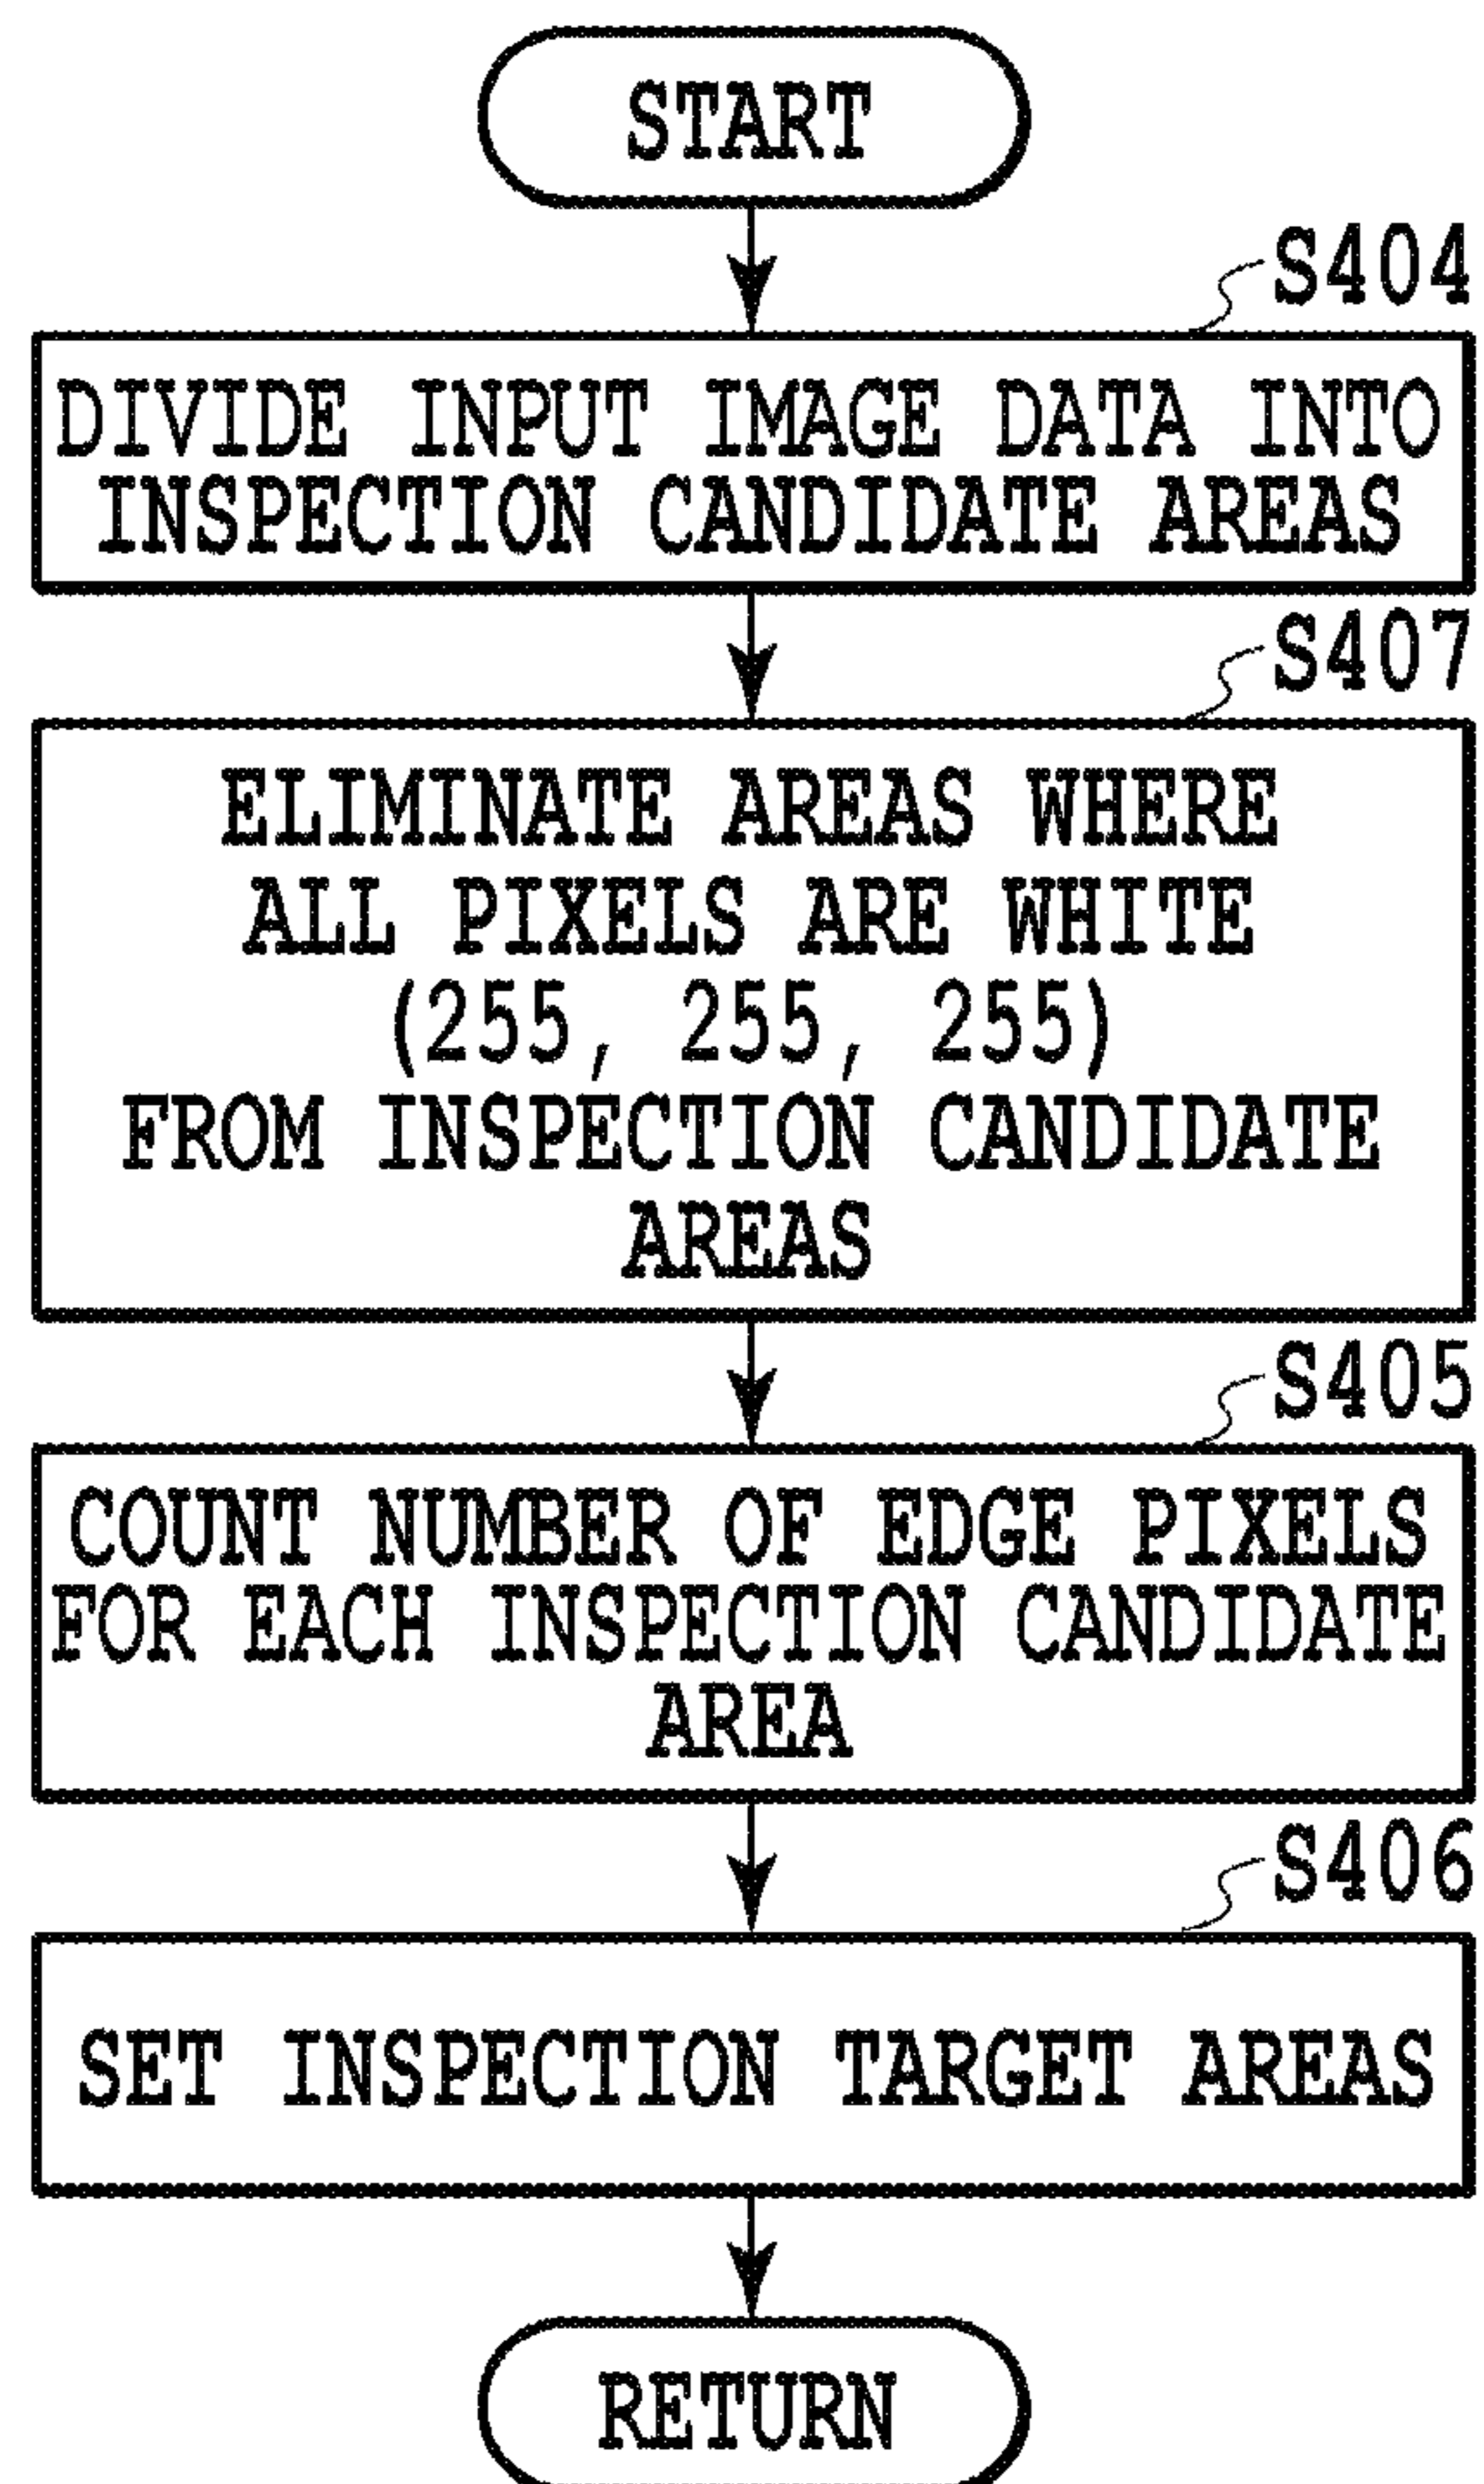 START
S404
DIVIDE INPUT IMAGE DATA INTO
INSPECTION CANDIDATE AREAS
S407
ELIMINATE AREAS WHERE
ALL PIXELS ARE WHITE
(255, 255, 255)
FROM INSPECTION CANDIDATE
AREAS
S405
COUNT NUMBER OF EDGE PIXELS
FOR EACH INSPECTION CANDIDATE
AREA
S406
SET INSPECTION TARGET AREAS
RETURN